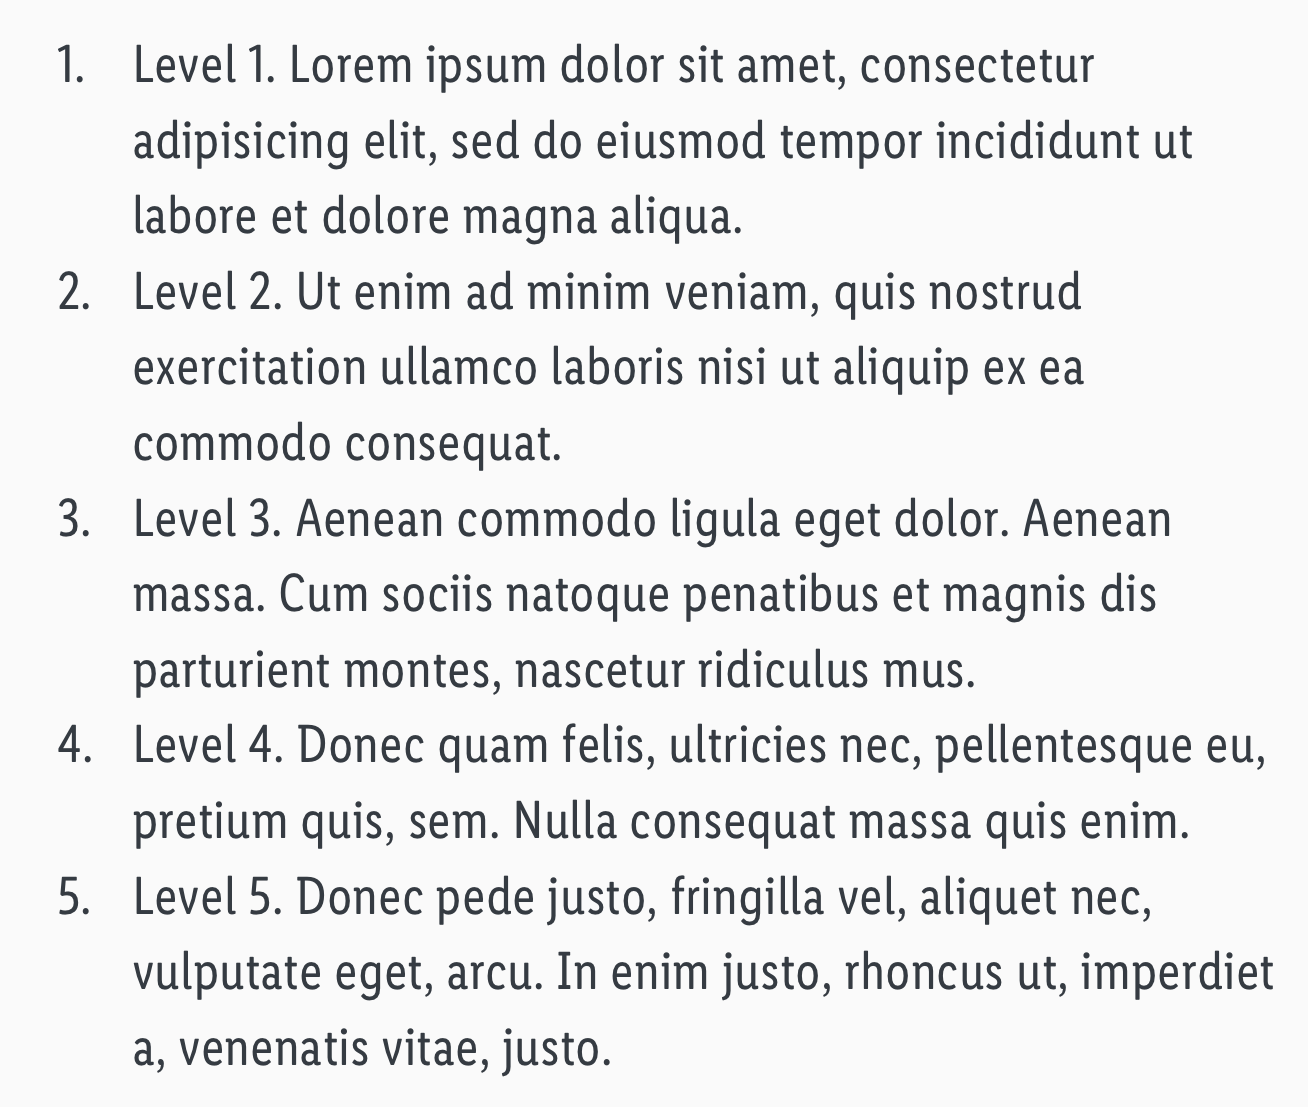 1. Level 1. Lorem ipsum dolor sit amet, consectetur
adipisicing elit, sed do eiusmod tempor incididunt ut
labore et dolore magna aliqua.
2. Level 2. Ut enim ad minim veniam, quis nostrud
exercitation ullamco laboris nisi ut aliquip ex ea
commodo consequat.
3. Level 3. Aenean commodo ligula eget dolor. Aenean
massa. Cum sociis natoque penatibus et magnis dis
parturient montes, nascetur ridiculus mus.
4. Level 4. Donec quam felis, ultricies nec, pellentesque eu,
pretium quis, sem. Nulla consequat massa quis enim.
5. Level 5. Donec pede justo, fringilla vel, aliquet nec,
vulputate eget, arcu. In enim justo, rhoncus ut, imperdiet
a, venenatis vitae, justo.